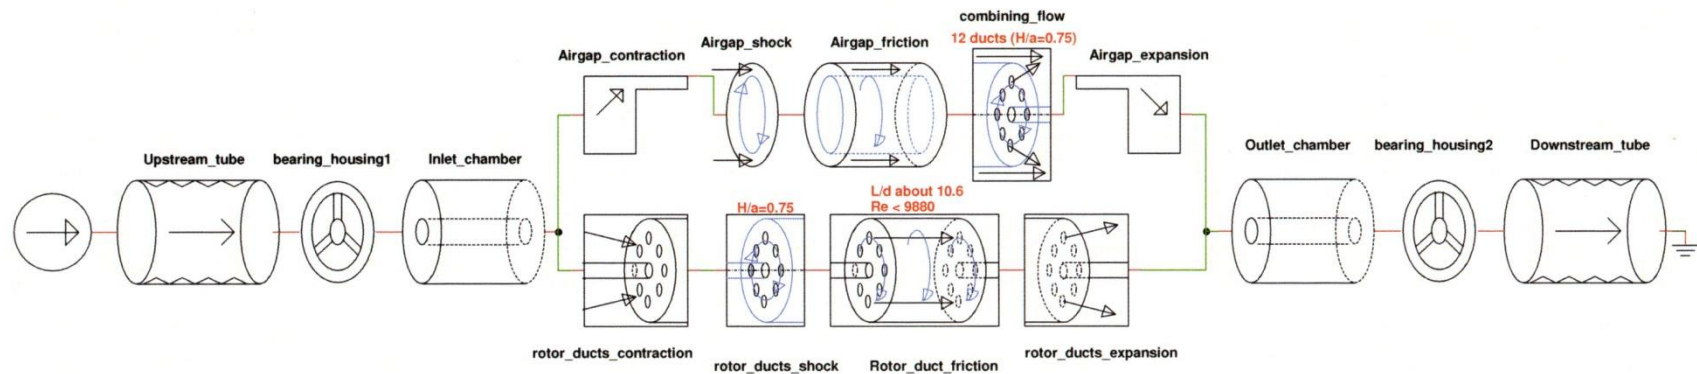 combining_flow
12 ducts (H/a=0.75)
Airgap_shock
Airgap_friction
Airgap_contraction
Airgap_expansion
Upstream_tube
bearing_housing1
Inlet_chamber
Outlet_chamber
bearing_housing2
Downstream_tube
H/a=0.75
L/d about 10.6
Re < 9880
rotor_ducts_contraction
rotor_ducts_shock
Rotor_duct_friction
rotor_ducts_expansion